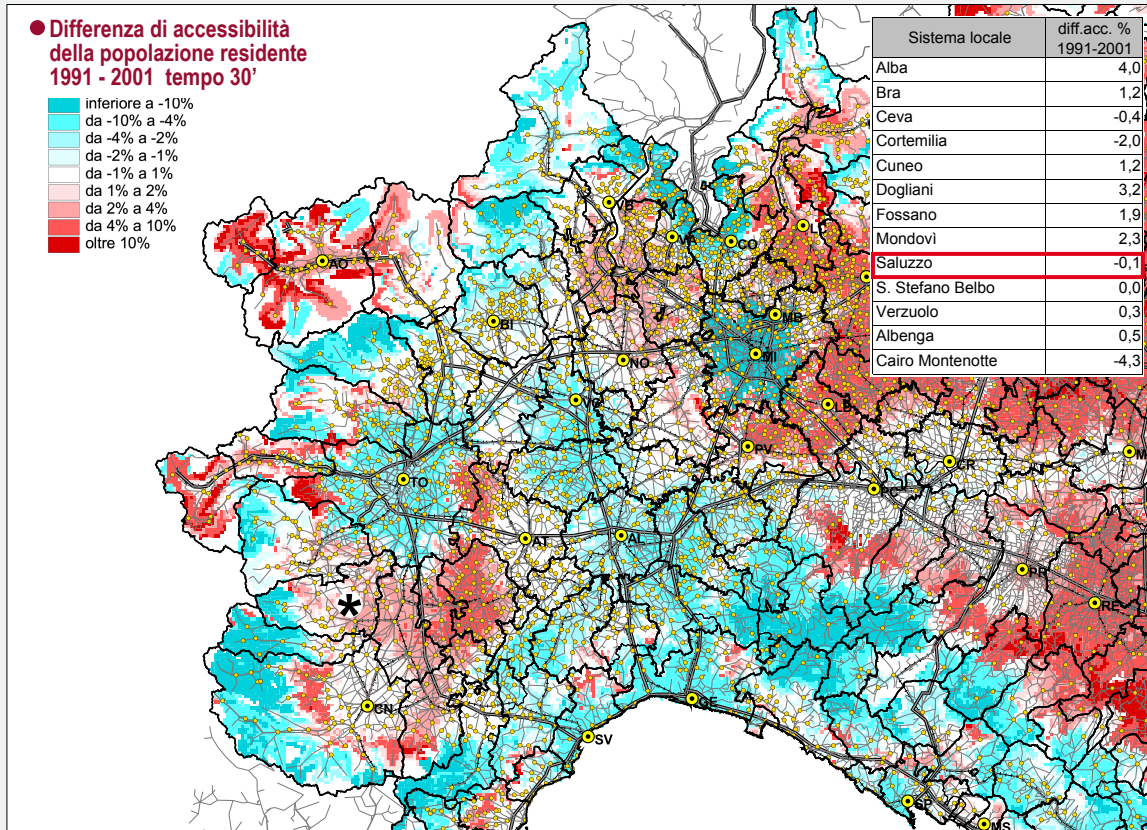 Differenza di accessibilità
della popolazione residente
1991 - 2001 tempo 30'
inferiore a -10%
da -10% a -4%
da -4% a -2%
da -2% a -1%
da -1% a 1%
da 1% a 2%
da 2% a 4%
da 4% a 10%
oltre 10%
Sistema locale diff.acc. %
1991-2001
Alba 4,0
Bra 1,2
Ceva -0,4
Cortemilia -2,0
Cuneo 1,2
Dogliani 3,2
Fossano 1,9
Mondovì 2,3
Saluzzo -0,1
S. Stefano Belbo 0,0
Verzuolo 0,3
Albenga 0,5
Cairo Montenotte -4,3
VB
VA
CO
AO
BI
MB
MI
NO
LO
PV
CR
TO
PC
AT
AL
PR
RE
*
CN
GE
SV
SP
MS